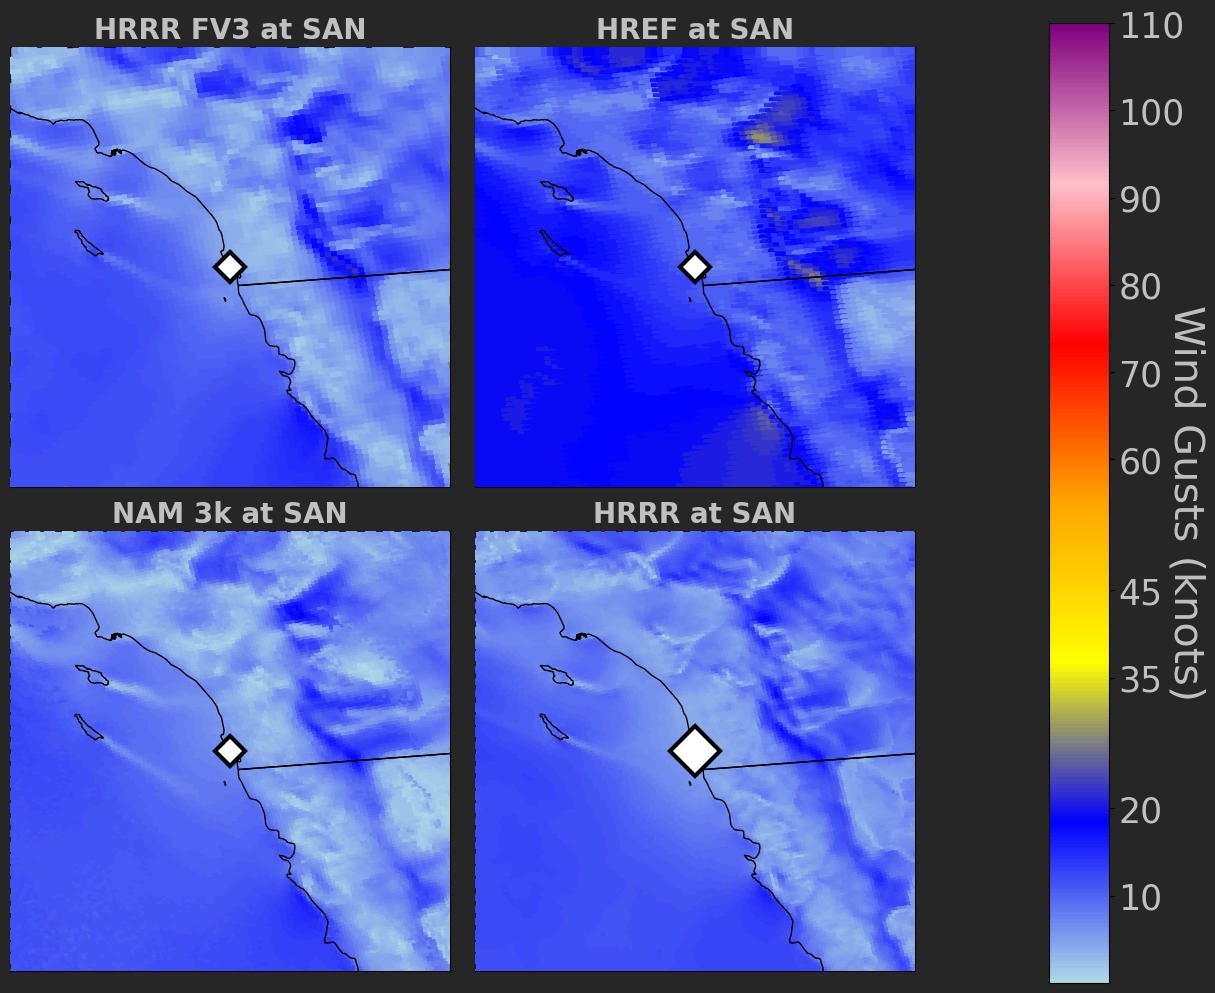 HRRR FV3 at SAN
HREF at SAN
NAM 3k at SAN
HRRR at SAN
110
100
90
80
70
60
45
35
20
10
Wind Gusts (knots)